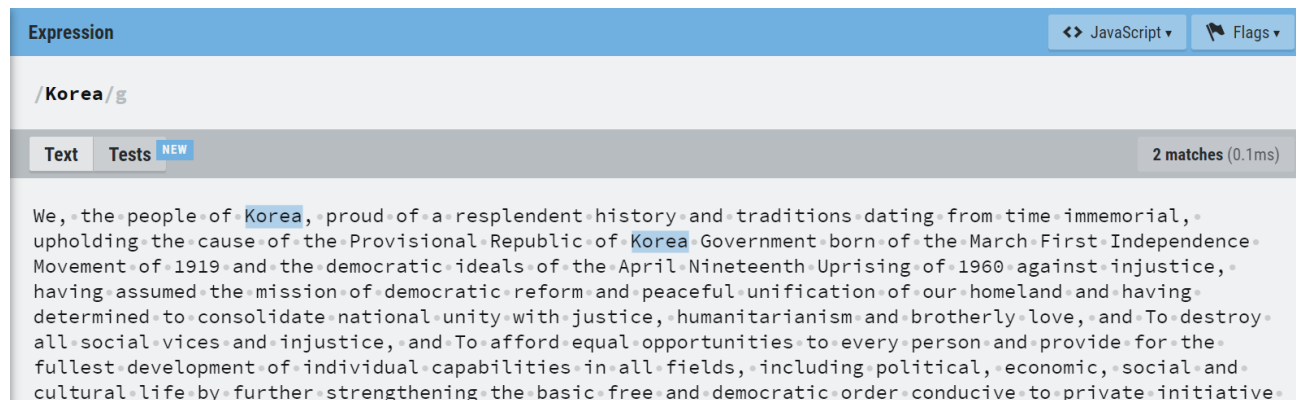 Expression
<> JavaScript ▾
Flags ▾
/Korea/g
Text Tests NEW
2 matches (0.1ms)
We, the people of Korea, proud of a resplendent history and traditions dating from time immemorial,
upholding the cause of the Provisional Republic of Korea Government born of the March First Independence
Movement of 1919 and the democratic ideals of the April Nineteenth Uprising of 1960 against injustice,
having assumed the mission of democratic reform and peaceful unification of our homeland and having
determined to consolidate national unity with justice, humanitarianism and brotherly love, and To destroy
all social vices and injustice, and To afford equal opportunities to every person and provide for the
fullest development of individual capabilities in all fields, including political, economic, social and
cultural life by further strengthening the basic free and democratic order conducive to private initiative